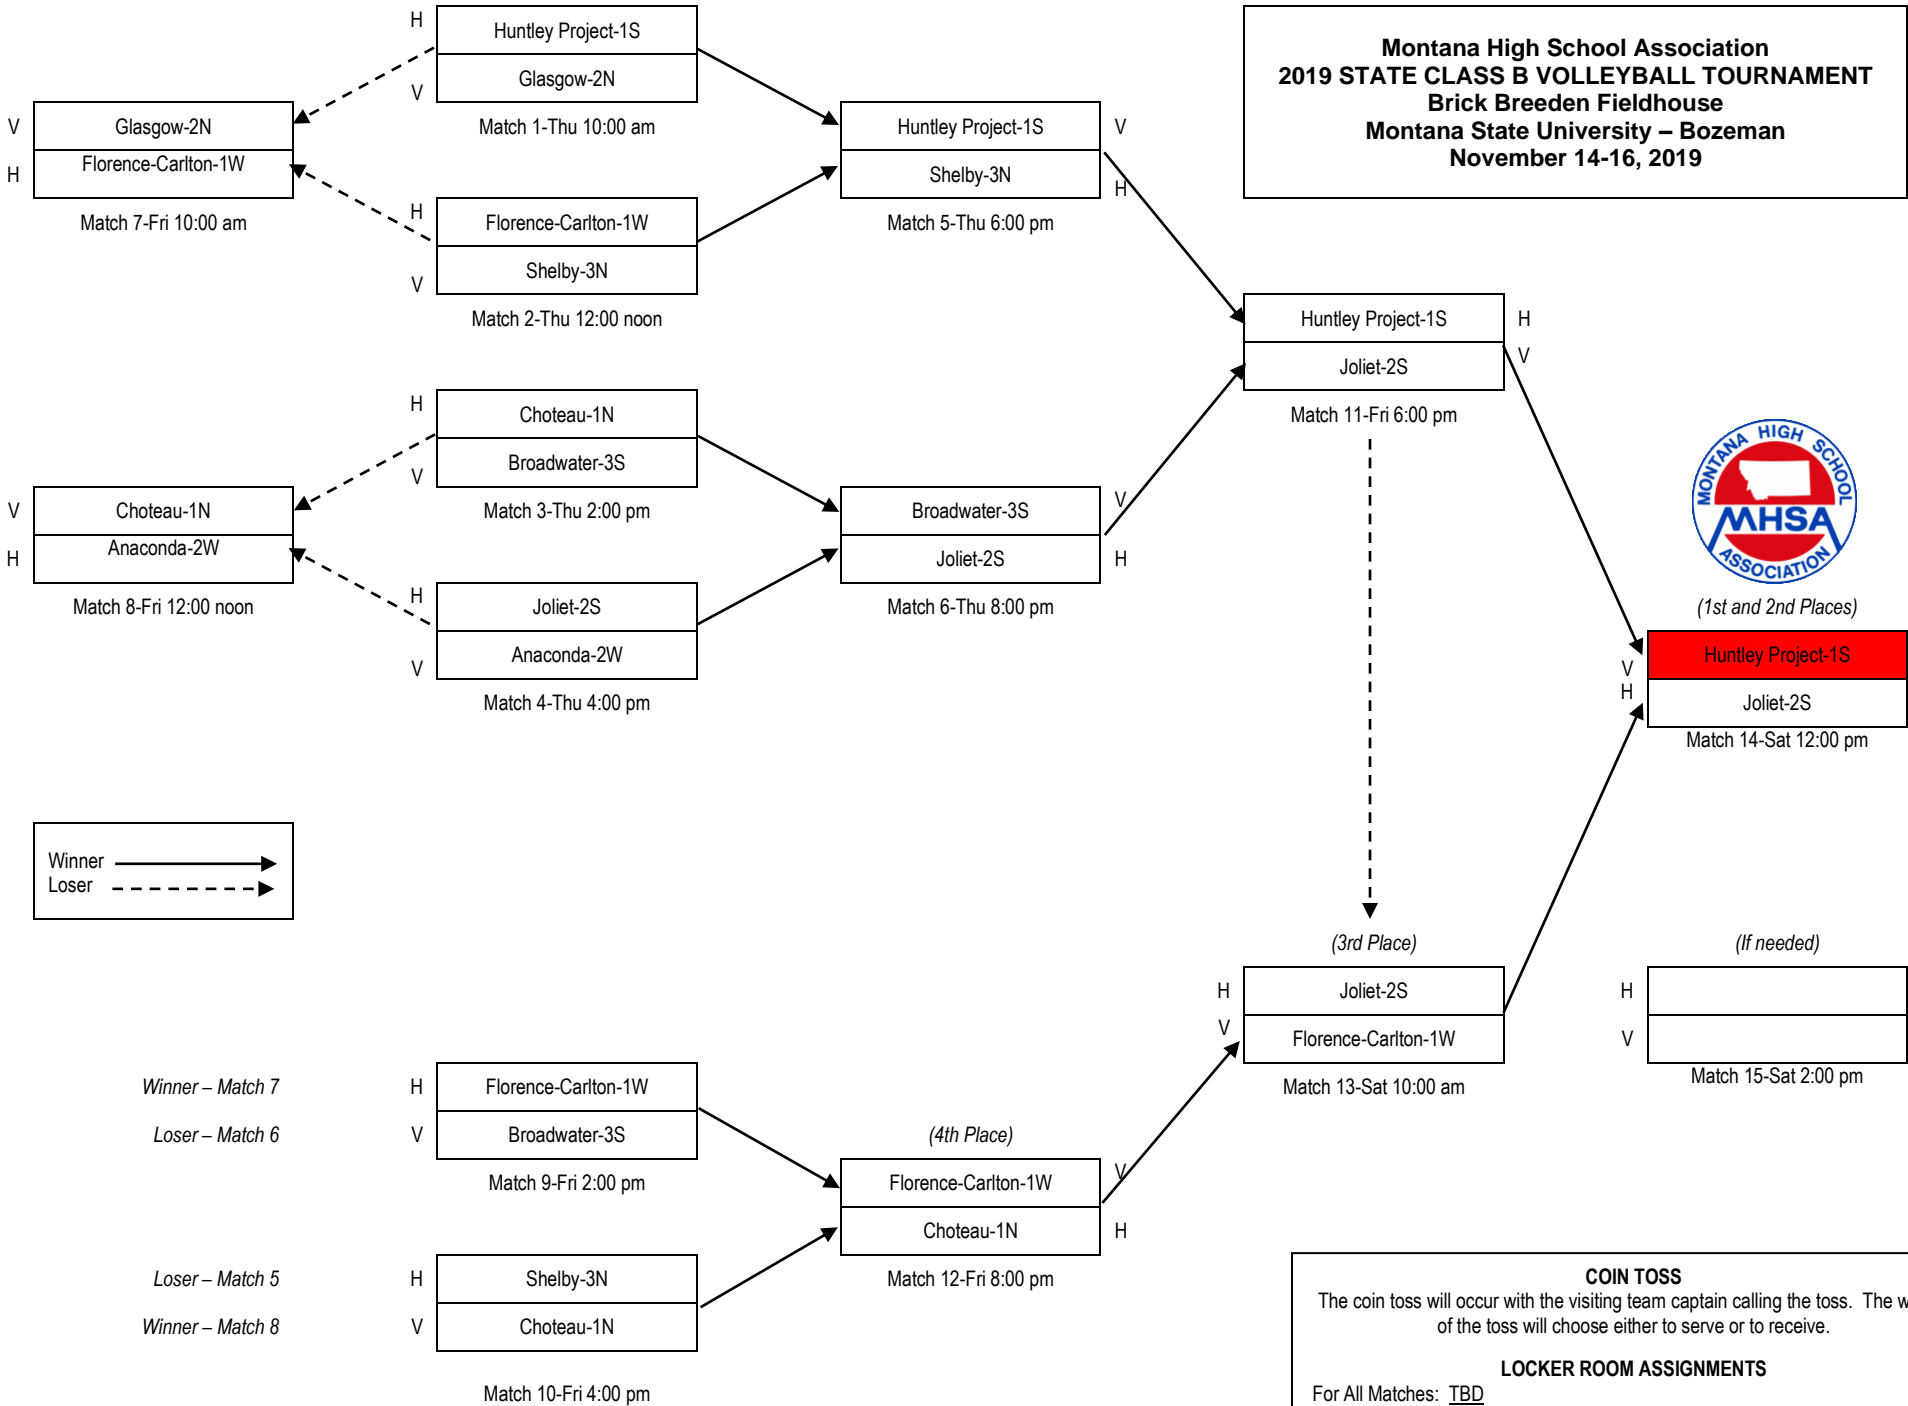 Montana High School Association
2019 STATE CLASS B VOLLEYBALL TOURNAMENT
Brick Breeden Fieldhouse
Montana State University – Bozeman
November 14-16, 2019
H
Huntley Project-1S
V
Glasgow-2N
Match 1-Thu 10:00 am
V
Glasgow-2N
H
Florence-Carlton-1W
Match 7-Fri 10:00 am
H
Florence-Carlton-1W
V
Shelby-3N
Match 2-Thu 12:00 noon
Huntley Project-1S
V
Shelby-3N
H
Match 5-Thu 6:00 pm
Huntley Project-1S
H
Joliet-2S
V
Match 11-Fri 6:00 pm
H
Choteau-1N
V
Broadwater-3S
Match 3-Thu 2:00 pm
V
Choteau-1N
H
Anaconda-2W
Match 8-Fri 12:00 noon
H
Joliet-2S
V
Anaconda-2W
Match 4-Thu 4:00 pm
Broadwater-3S
V
Joliet-2S
H
Match 6-Thu 8:00 pm
MONTANA HIGH SCHOOL
MHSA
ASSOCIATION
(1st and 2nd Places)
V
Huntley Project-1S
H
Joliet-2S
Match 14-Sat 12:00 pm
Winner
Loser
(3rd Place)
H
Joliet-2S
V
Florence-Carlton-1W
Match 13-Sat 10:00 am
(If needed)
H
V
Match 15-Sat 2:00 pm
Winner – Match 7
H
Florence-Carlton-1W
Loser – Match 6
V
Broadwater-3S
Match 9-Fri 2:00 pm
(4th Place)
Florence-Carlton-1W
V
Choteau-1N
H
Match 12-Fri 8:00 pm
Loser – Match 5
H
Shelby-3N
Winner – Match 8
V
Choteau-1N
Match 10-Fri 4:00 pm
COIN TOSS
The coin toss will occur with the visiting team captain calling the toss. The
of the toss will choose either to serve or to receive.
LOCKER ROOM ASSIGNMENTS
For All Matches: TBD